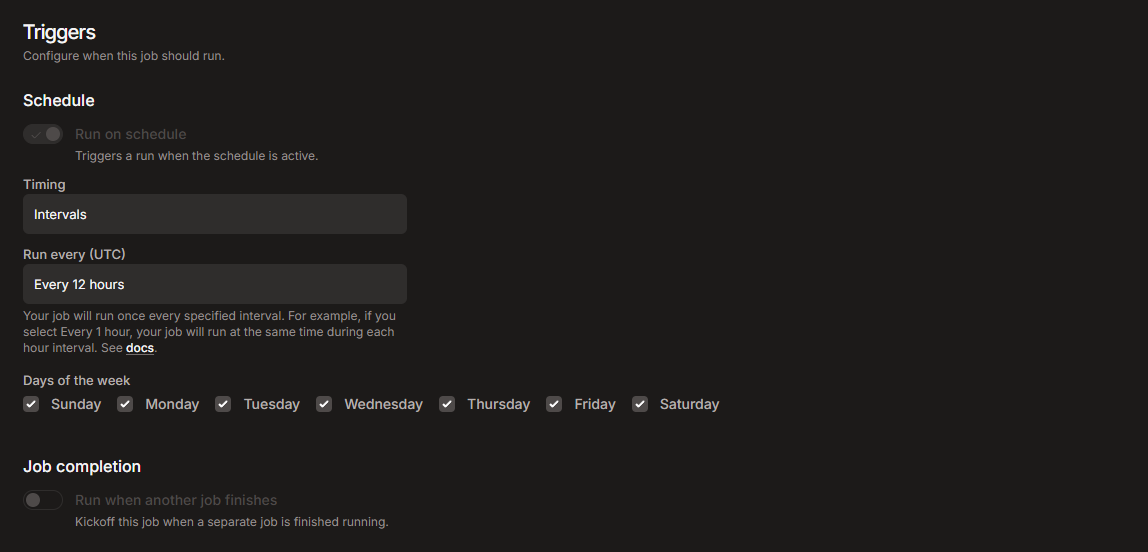 Triggers
Configure when this job should run.
Schedule
Run on schedule
Triggers a run when the schedule is active.
Timing
Intervals
Run every (UTC)
Every 12 hours
Your job will run once every specified interval. For example, if you
select Every 1 hour, your job will run at the same time during each
hour interval. See docs.
Days of the week
Sunday Monday Tuesday Wednesday Thursday Friday Saturday
Job completion
Run when another job finishes
Kickoff this job when a separate job is finished running.